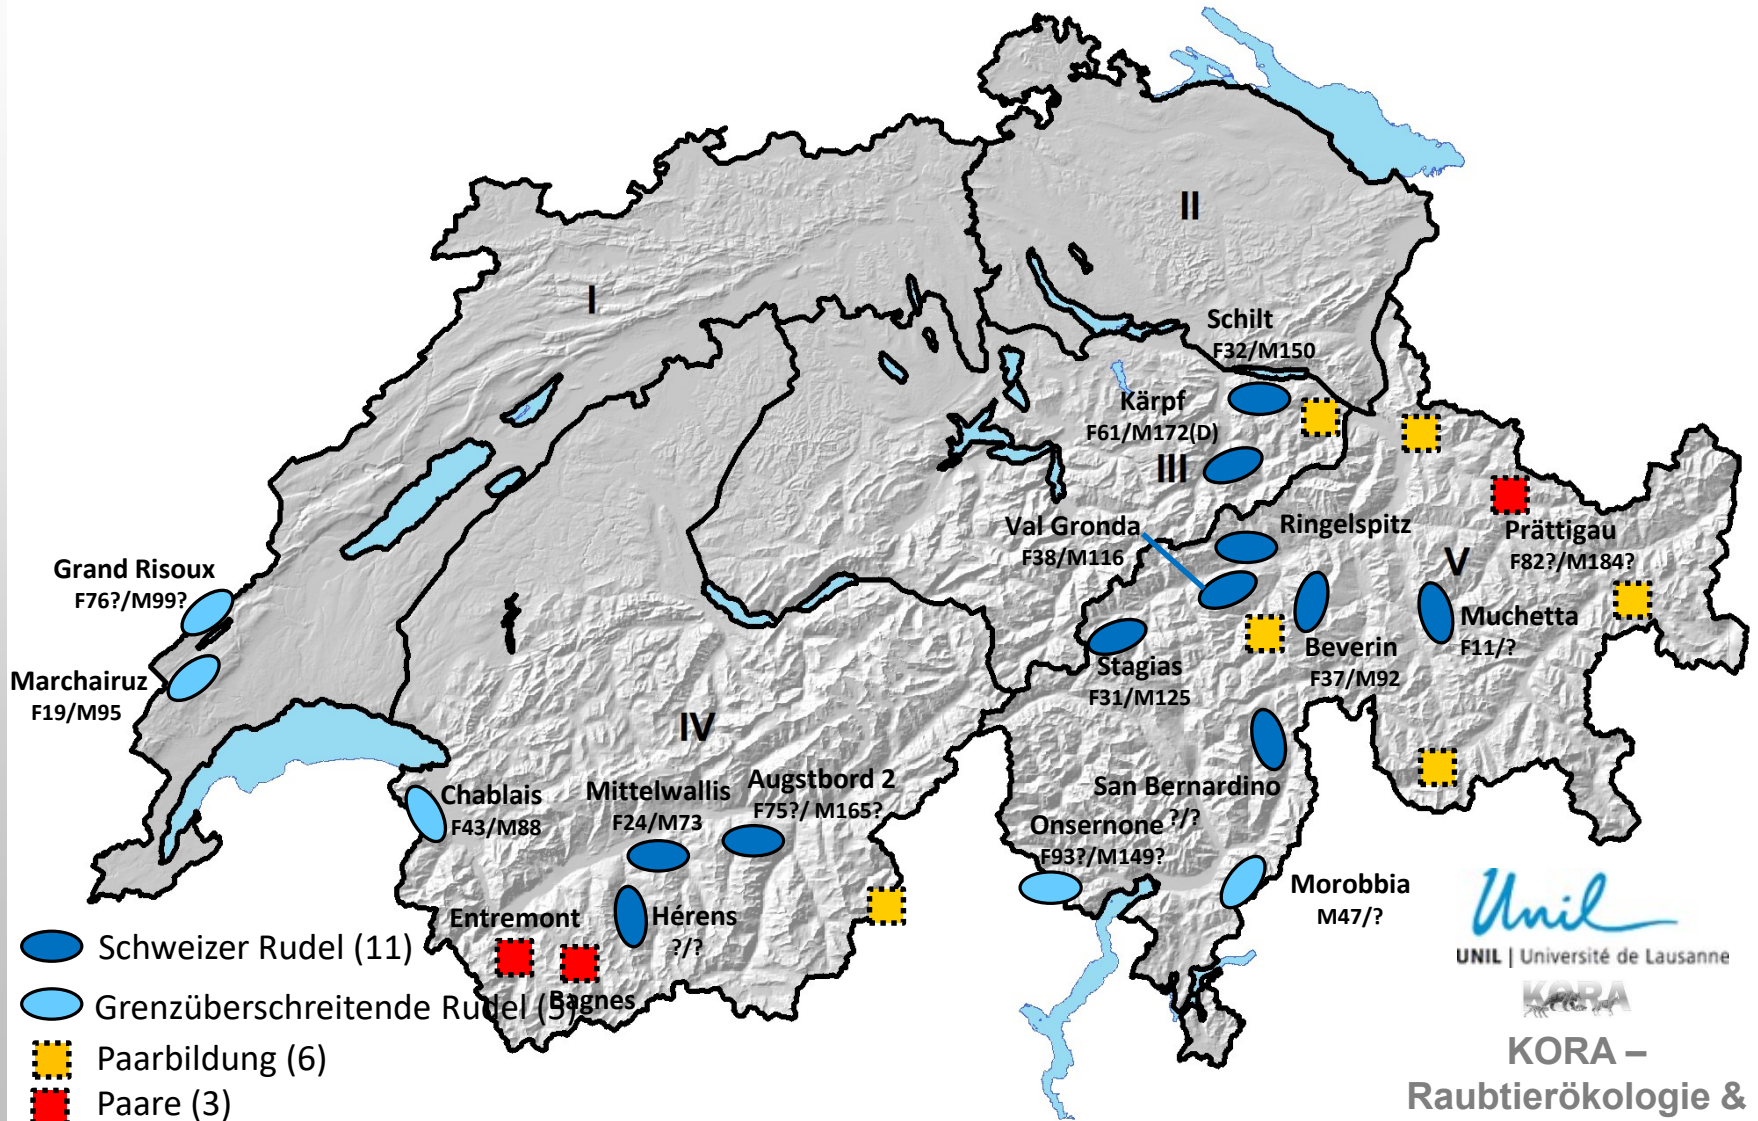 II
I
Schilt
F32/M150
Kärpf
F61/M172(D)
III
Val Gronda
F38/M116
Ringelspitz
V
Prättigau
F82?/M184?
Grand Risoux
F76?/M99?
Muchetta
F11/?
Beverin
F37/M92
Stagias
F31/M125
Marchairuz
F19/M95
IV
Chablais
F43/M88
Mittelwallis
F24/M73
Augstbord 2
F75?/ M165?
San Bernardino
?/?
Onsernone
F93?/M149?
Morobbia
M47/?
Entremont
Hérens
?/?
Bagnes
Schweizer Rudel (11)
Grenzüberschreitende Rudel (5)
Paarbildung (6)
Paare (3)
Unil
UNIL | Université de Lausanne
KORA
KORA –
Raubtierökologie &